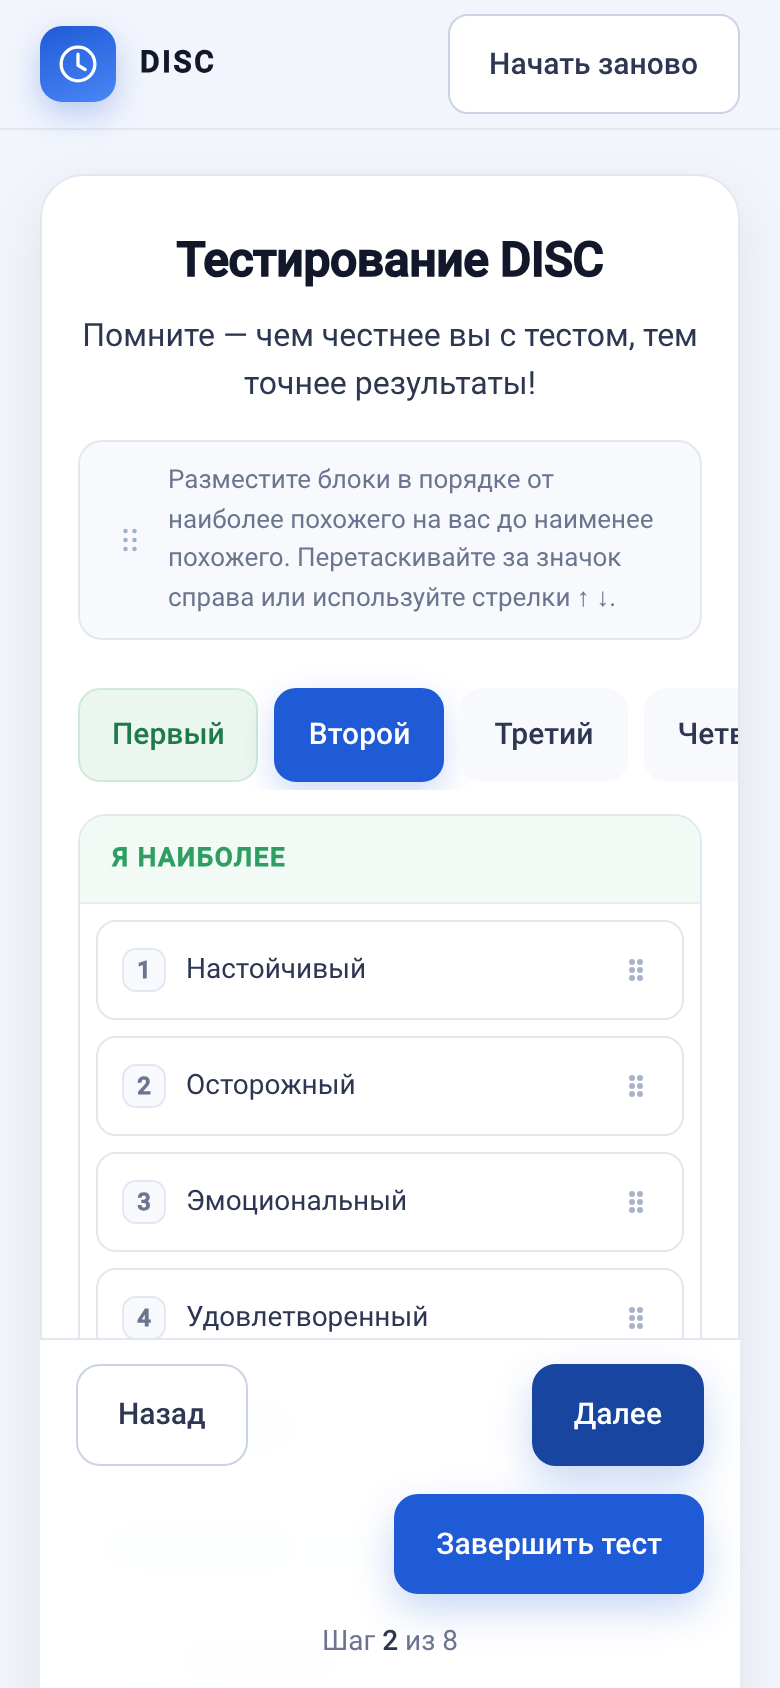 DISC
Начать заново
Тестирование DISC
Помните — чем честнее вы с тестом, тем
точнее результаты!
Разместите блоки в порядке от
наиболее похожего на вас до наименее
похожего. Перетаскивайте за значок
справа или используйте стрелки ↑ ↓.
Первый
Второй
Третий
Четв
Я НАИБОЛЕЕ
1 Настойчивый
2 Осторожный
3 Эмоциональный
4 Удовлетворенный
Назад
Далее
Завершить тест
Шаг 2 из 8